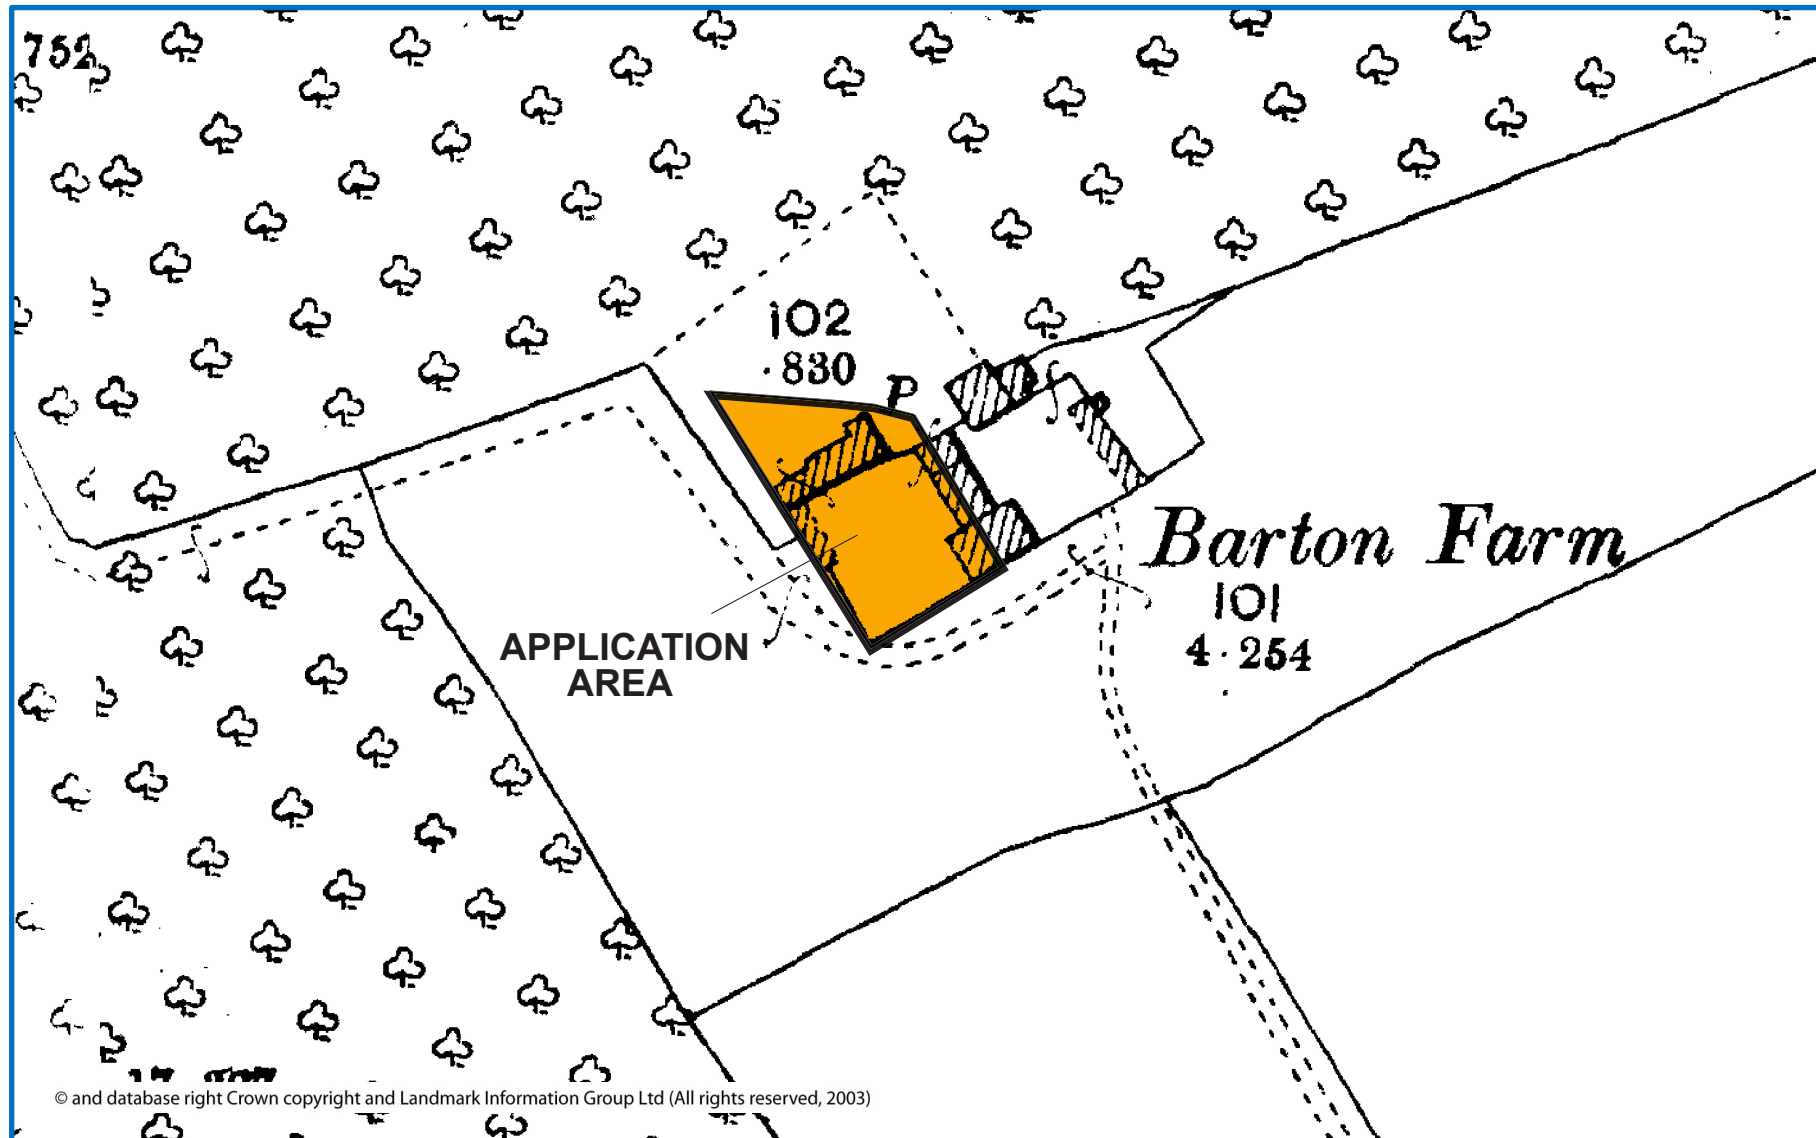 752
102
·830
P
Barton Farm
101
4·254
APPLICATION
AREA
© and database right Crown copyright and Landmark Information Group Ltd (All rights reserved, 2003)